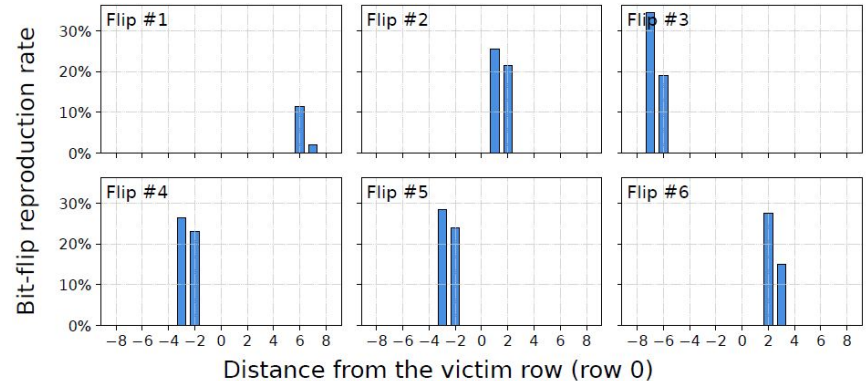 Bit-flip reproduction rate
Flip #1
Flip #2
Flip #3
30%
20%
10%
0%
Flip #4
Flip #5
Flip #6
30%
20%
10%
0%
−8 −6 −4 −2 0 2 4 6 8
−8 −6 −4 −2 0 2 4 6 8
−8 −6 −4 −2 0 2 4 6 8
Distance from the victim row (row 0)